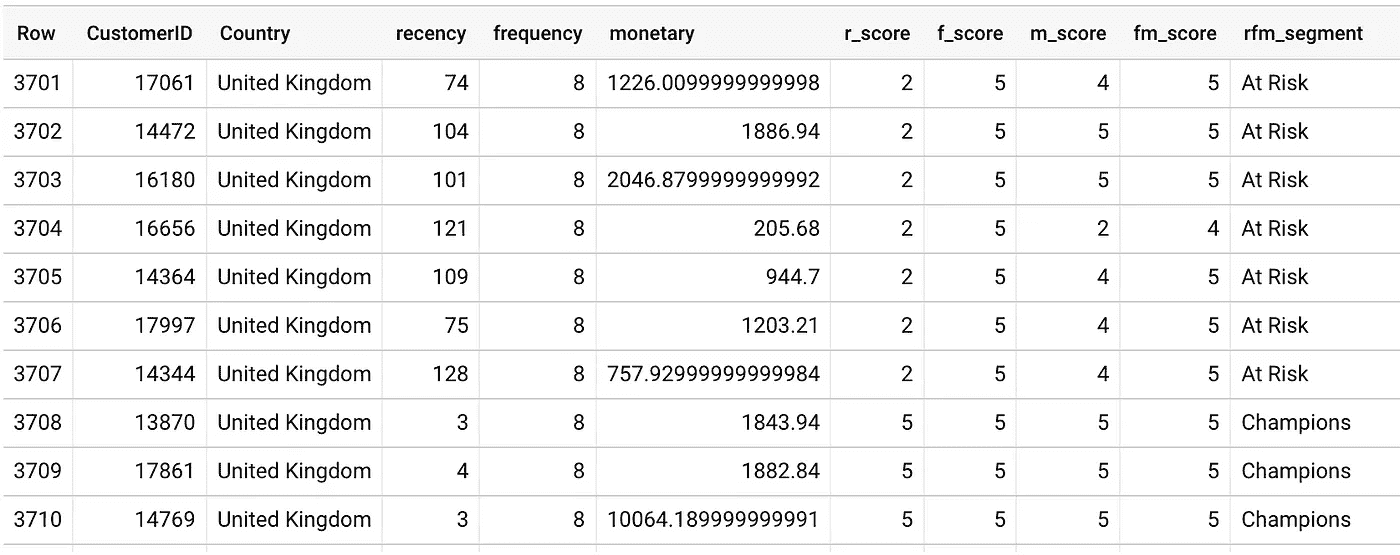 Row CustomerID Country recency frequency monetary r_score f_score m_score fm_score rfm_segment
3701 17061 United Kingdom 74 8 1226.0099999999998 2 5 4 5 At Risk
3702 14472 United Kingdom 104 8 1886.94 2 5 5 5 At Risk
3703 16180 United Kingdom 101 8 2046.8799999999992 2 5 5 5 At Risk
3704 16656 United Kingdom 121 8 205.68 2 5 2 4 At Risk
3705 14364 United Kingdom 109 8 944.7 2 5 4 5 At Risk
3706 17997 United Kingdom 75 8 1203.21 2 5 4 5 At Risk
3707 14344 United Kingdom 128 8 757.92999999999984 2 5 4 5 At Risk
3708 13870 United Kingdom 3 8 1843.94 5 5 5 5 Champions
3709 17861 United Kingdom 4 8 1882.84 5 5 5 5 Champions
3710 14769 United Kingdom 3 8 10064.189999999991 5 5 5 5 Champions